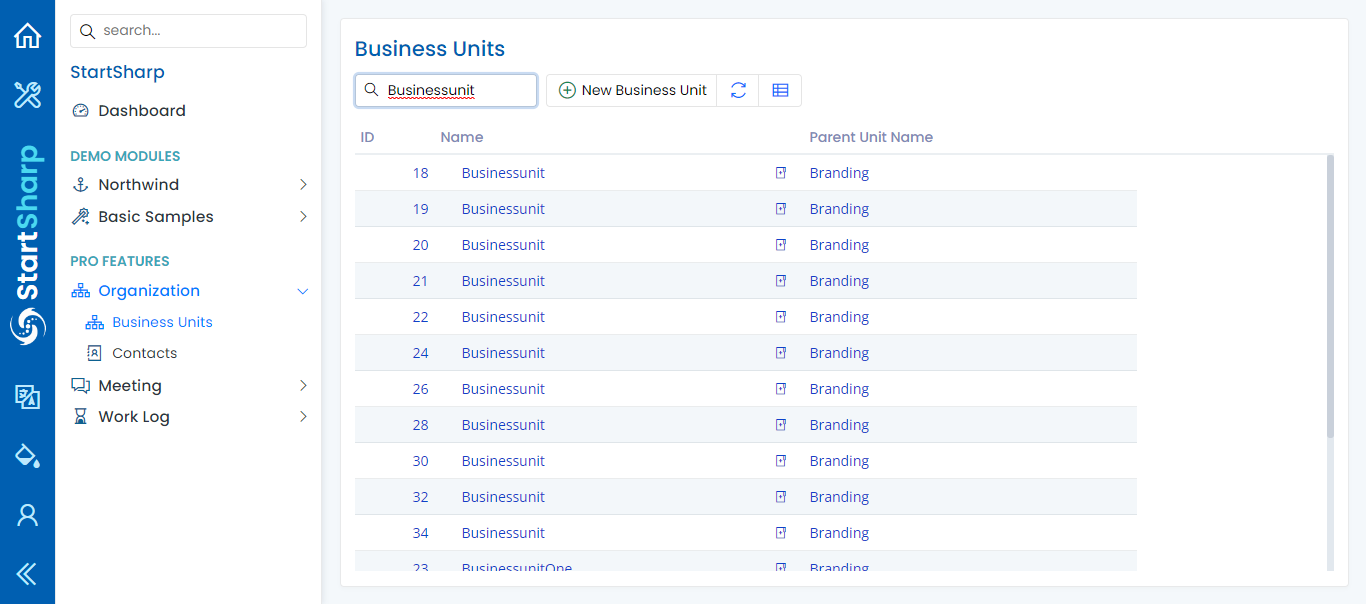 search...
StartSharp
Dashboard
DEMO MODULES
Northwind
Basic Samples
PRO FEATURES
Organization
Business Units
Contacts
Meeting
Work Log
StartSharp
Business Units
Businessunit
New Business Unit
ID Name Parent Unit Name
18 Businessunit Branding
19 Businessunit Branding
20 Businessunit Branding
21 Businessunit Branding
22 Businessunit Branding
24 Businessunit Branding
26 Businessunit Branding
28 Businessunit Branding
30 Businessunit Branding
32 Businessunit Branding
34 Businessunit Branding
23 BusinessunitOne Branding